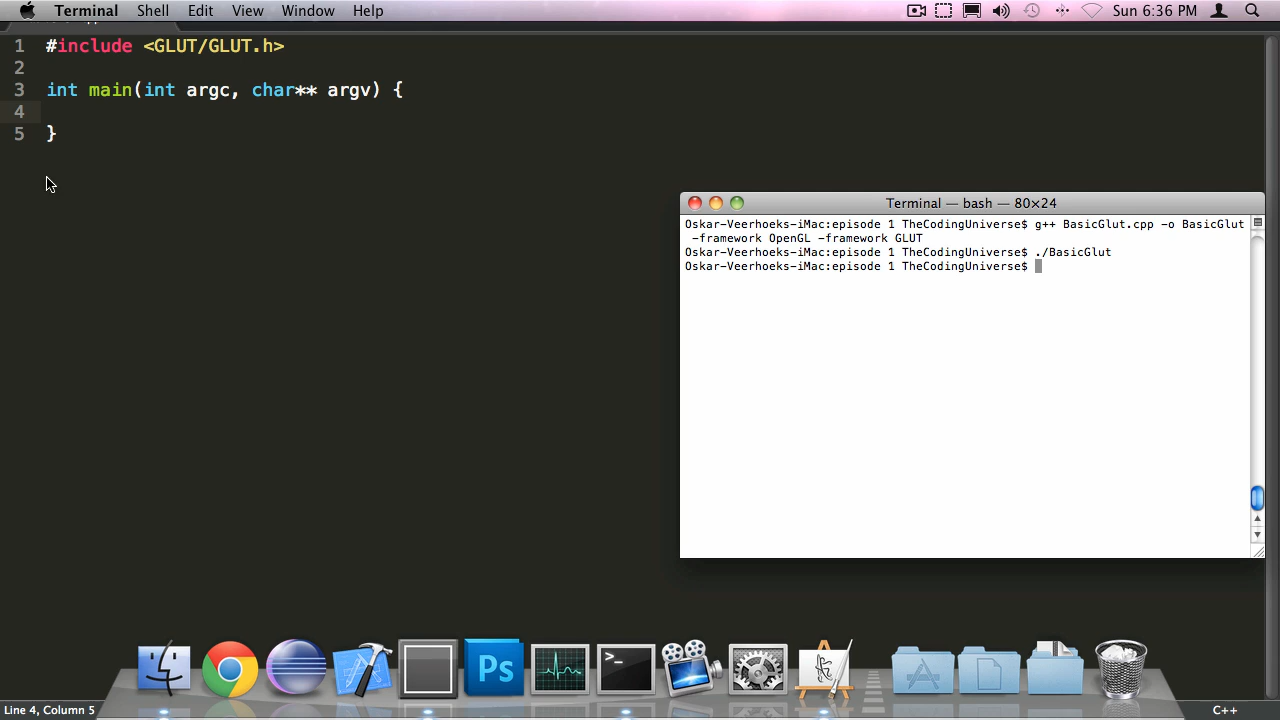 Terminal Shell Edit View Window Help Sun 6:36 PM
1 #include <GLUT/GLUT.h>
2
3 int main(int argc, char** argv) {
4
5 }
Terminal — bash — 80×24
Oskar-Veerhoeks-iMac:episode 1 TheCodingUniverse$ g++ BasicGlut.cpp -o BasicGlut
-framework OpenGL -framework GLUT
Oskar-Veerhoeks-iMac:episode 1 TheCodingUniverse$ ./BasicGlut
Oskar-Veerhoeks-iMac:episode 1 TheCodingUniverse$
>_
Ps
Line 4, Column 5
C++